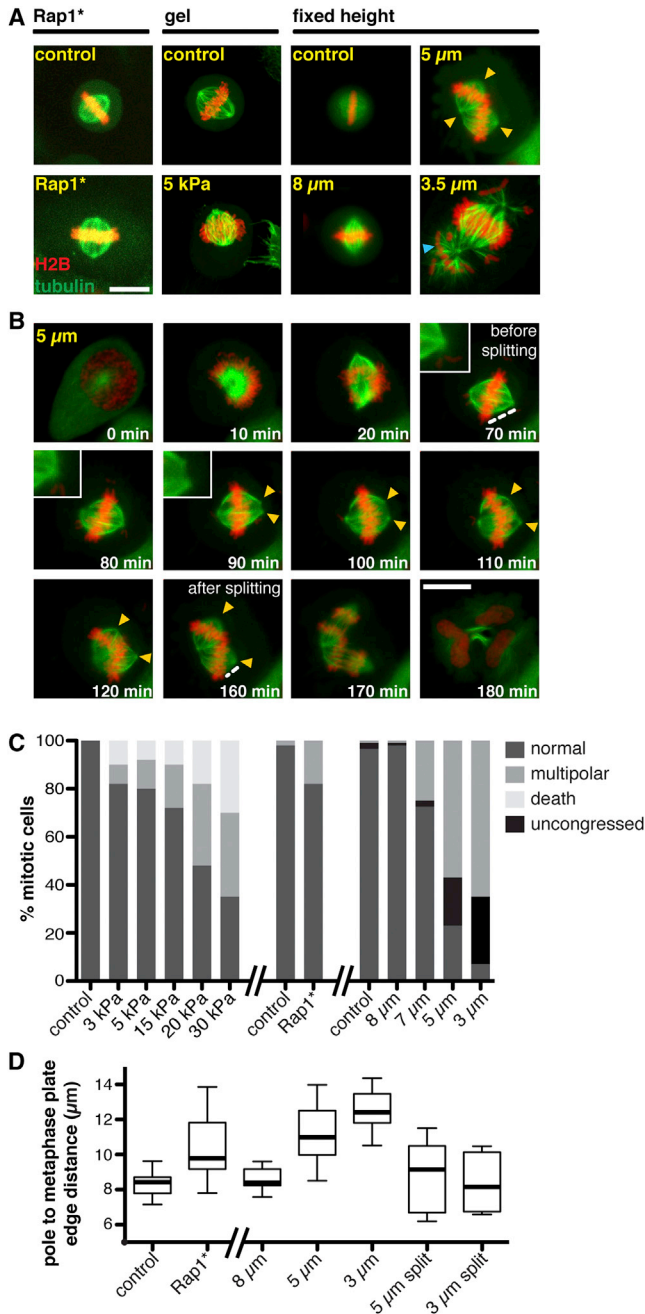 A Rap1* gel fixed height
control control control 5 µm
Rap1* 5 kPa 8 µm 3.5 µm
H2B
tubulin
B
5 µm before
splitting
0 min 10 min 20 min 70 min
80 min 90 min 100 min 110 min
after splitting
120 min 160 min 170 min 180 min
C
100
80
60
40
20
0
% mitotic cells
normal
multipolar
death
uncongressed
control 3 kPa 5 kPa 15 kPa 20 kPa 30 kPa control Rap1* control 8 µm 7 µm 5 µm 3 µm
D
pole to metaphase plate
edge distance (µm)
14
12
10
8
6
control Rap1* 8 µm 5 µm 3 µm 5 µm split 3 µm split